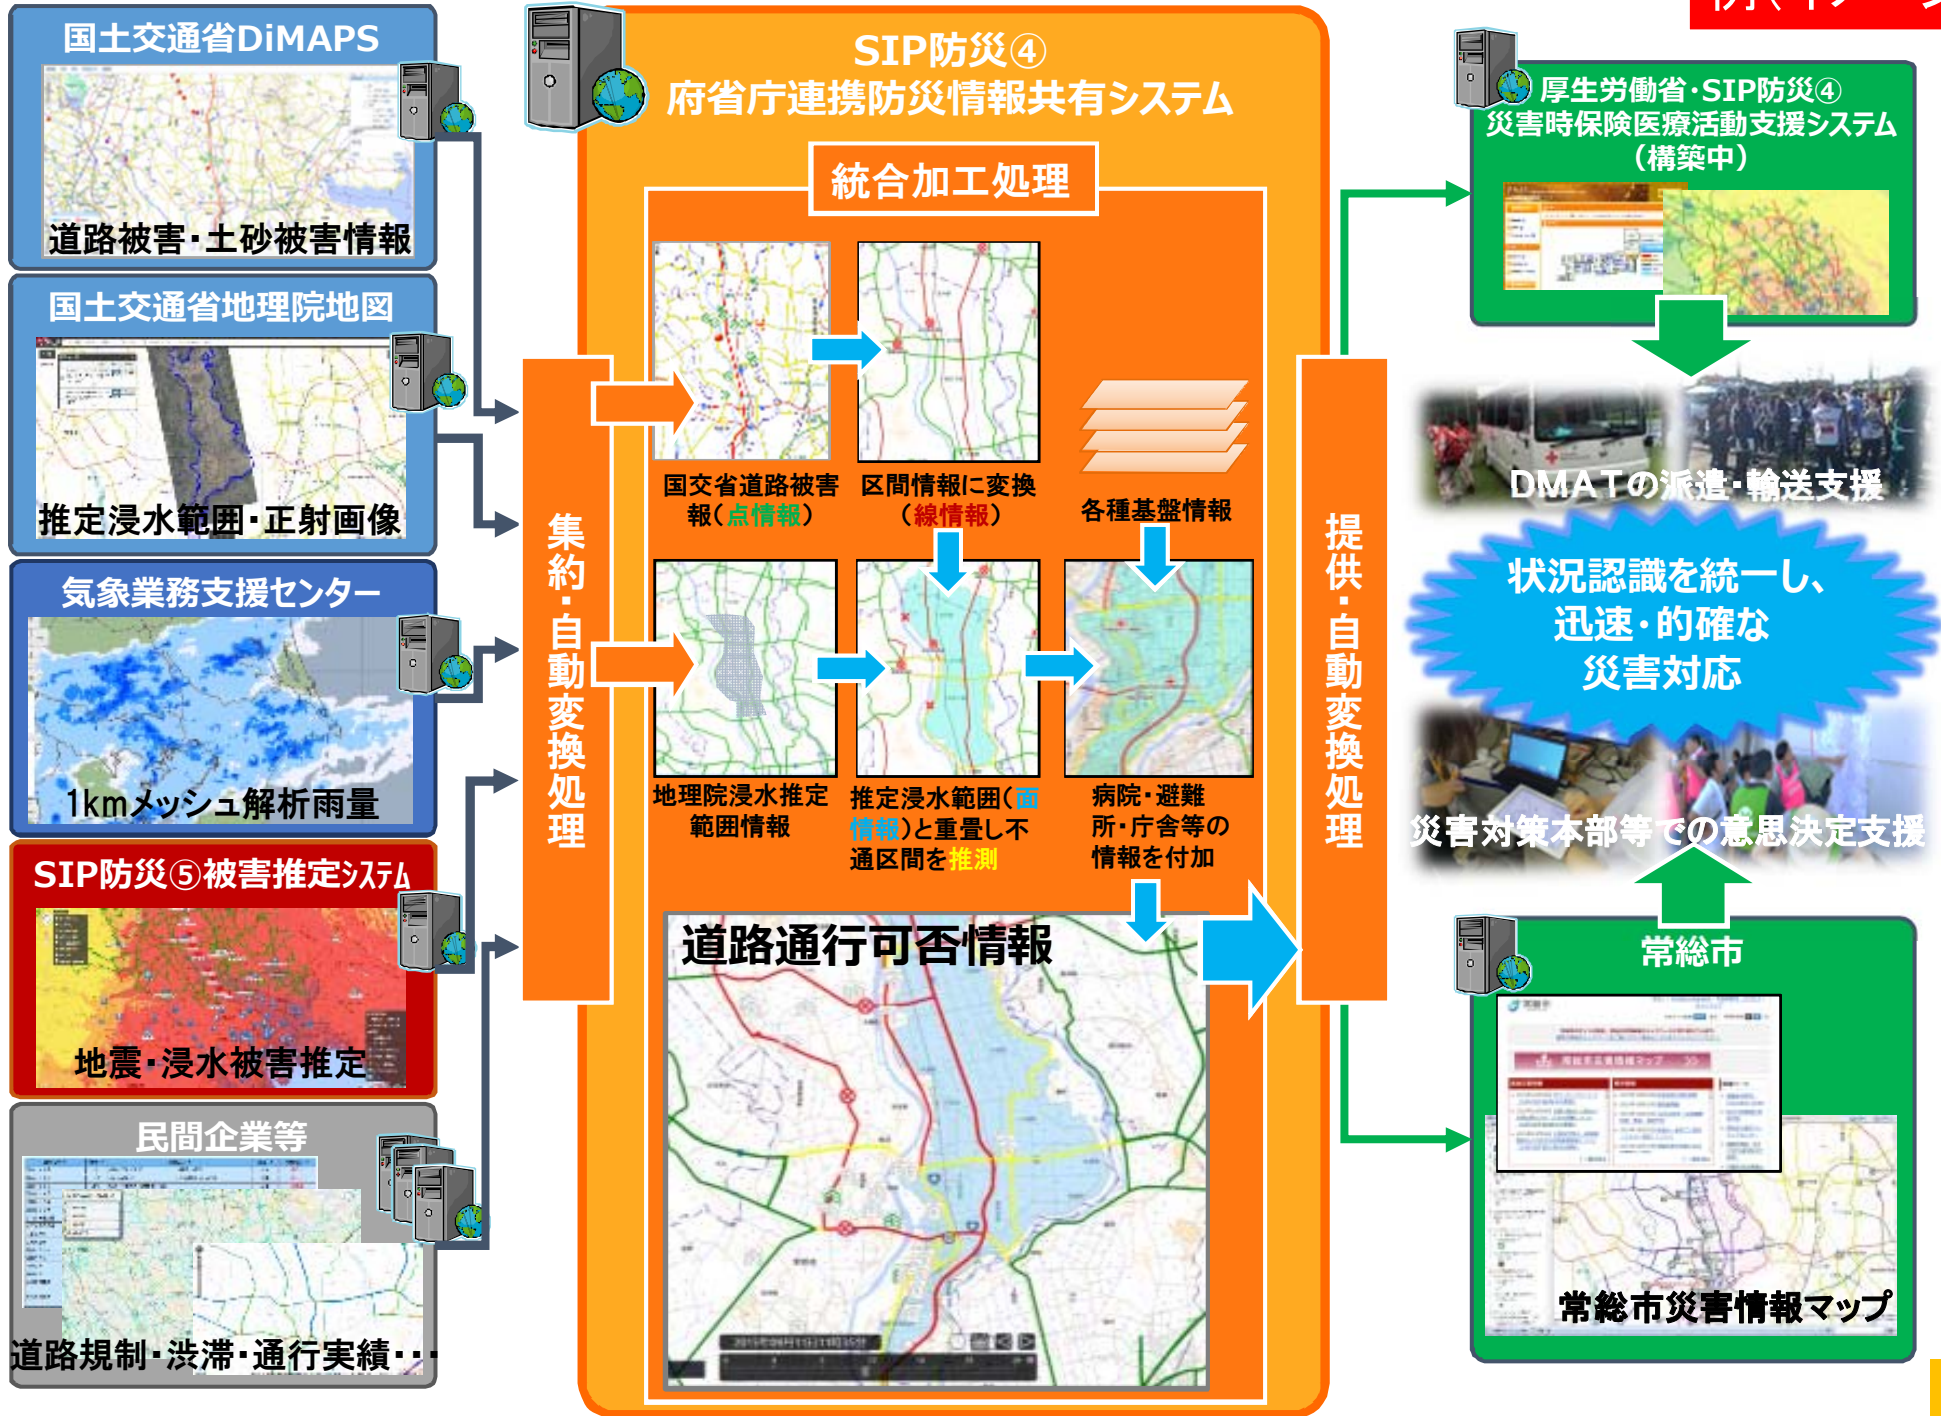 国土交通省DiMAPS
道路被害・土砂被害情報
国土交通省地理院地図
推定浸水範囲・正射画像
気象業務支援センター
1kmメッシュ解析雨量
SIP防災⑤被害推定システム
地震・浸水被害推定
民間企業等
道路規制・渋滞・通行実績・・・
SIP防災④
府省庁連携防災情報共有システム
統合加工処理
集約・自動変換処理
国交省道路被害
報（点情報）
区間情報に変換
（線情報）
各種基盤情報
地理院浸水推定
範囲情報
推定浸水範囲（面
情報）と重畳し不
通区間を推測
病院・避難
所・庁舎等の
情報を付加
道路通行可否情報
提供・自動変換処理
厚生労働省・SIP防災④
災害時保険医療活動支援システム
（構築中）
DMATの派遣・輸送支援
状況認識を統一し、
迅速・的確な
災害対応
災害対策本部等での意思決定支援
常総市
常総市災害情報マップ